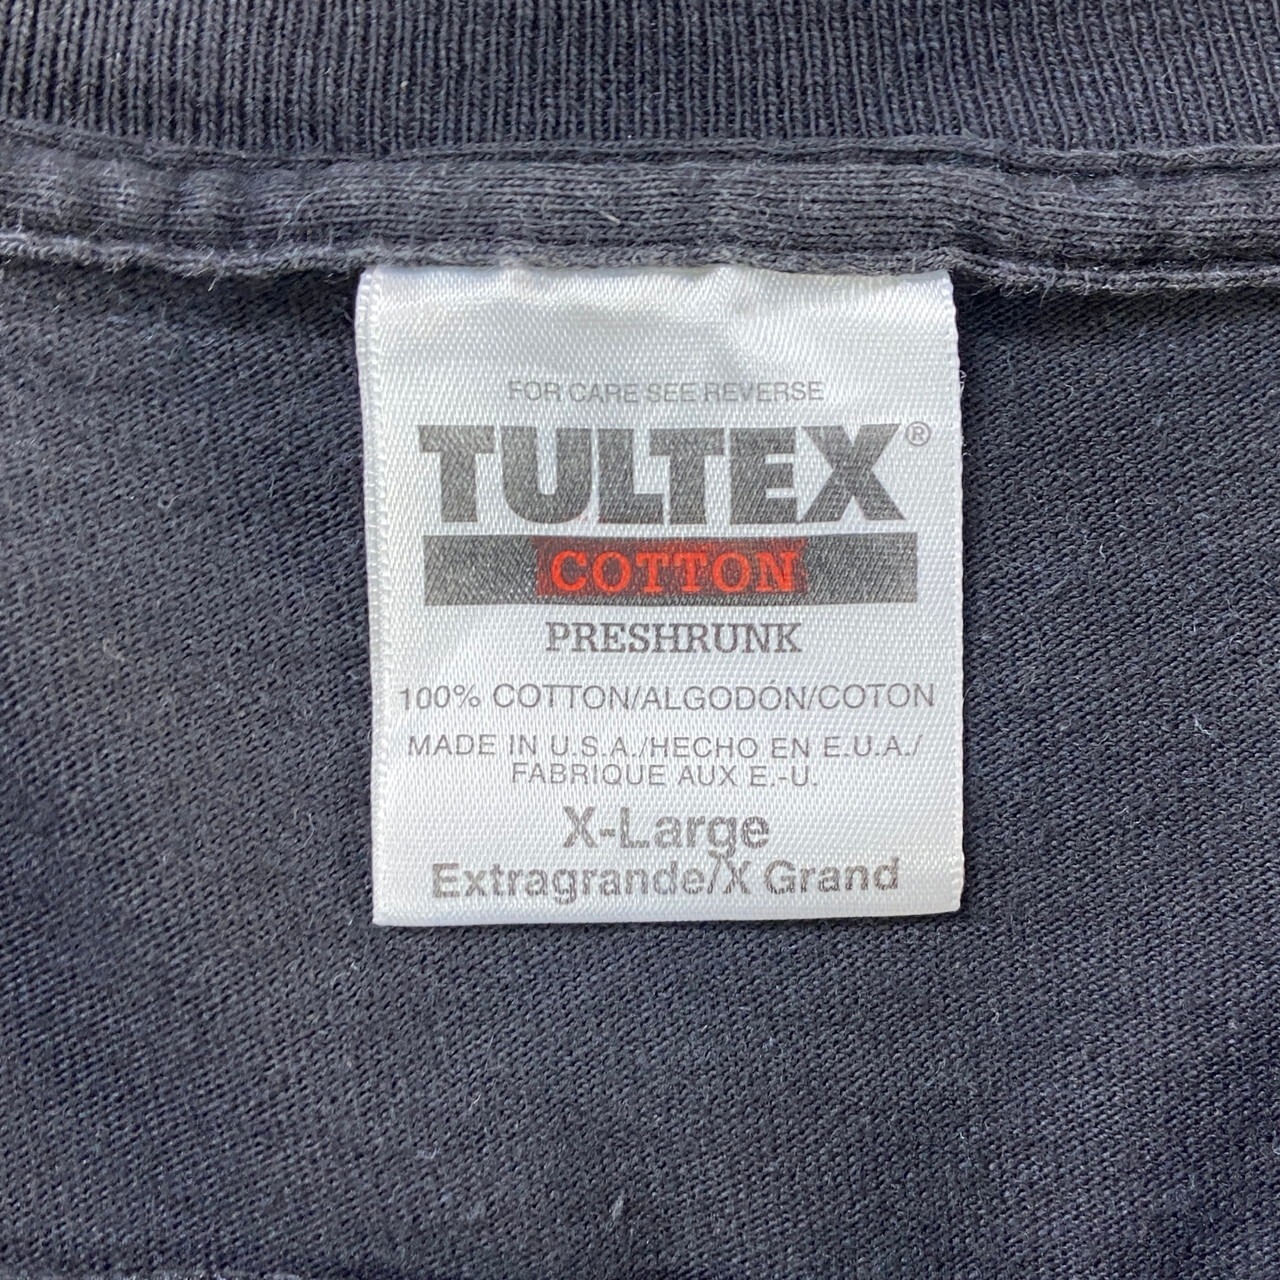 FOR CARE SEE REVERSE
TULTEX®
COTTON
PRESHRUNK
100% COTTON/ALGODÓN/COTON
MADE IN U.S.A./HECHO EN E.U.A./
FABRIQUE AUX E.-U.
X-Large
Extragrande/X Grand